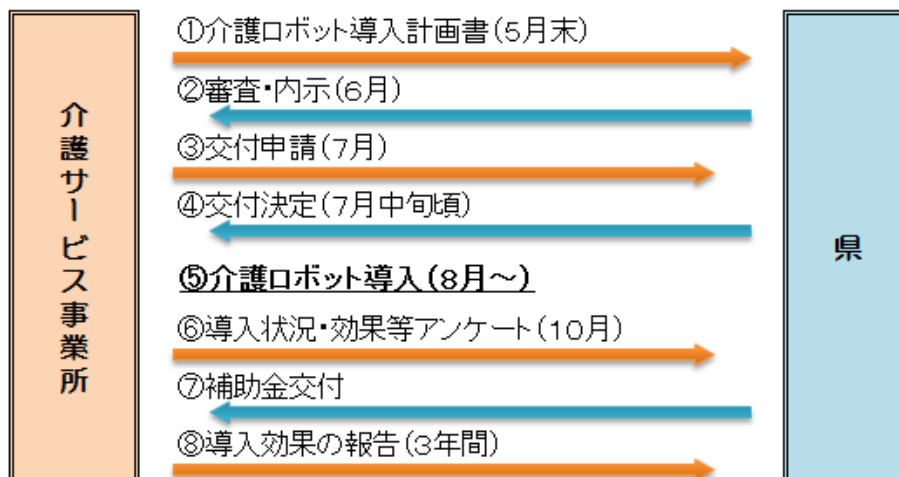 介護サービス事業所
①介護ロボット導入計画書(5月末)
②審査・内示(6月)
③交付申請(7月)
④交付決定(7月中旬頃)
⑤介護ロボット導入(8月～)
⑥導入状況・効果等アンケート(10月)
⑦補助金交付
⑧導入効果の報告(3年間)
県